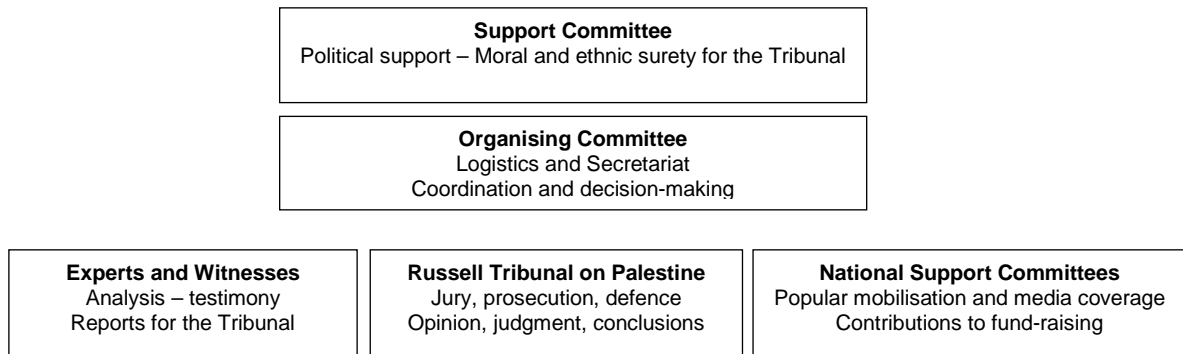 Support Committee
Political support – Moral and ethnic surety for the Tribunal
Organising Committee
Logistics and Secretariat
Coordination and decision-making
Experts and Witnesses
Analysis – testimony
Reports for the Tribunal
Russell Tribunal on Palestine
Jury, prosecution, defence
Opinion, judgment, conclusions
National Support Committees
Popular mobilisation and media coverage
Contributions to fund-raising